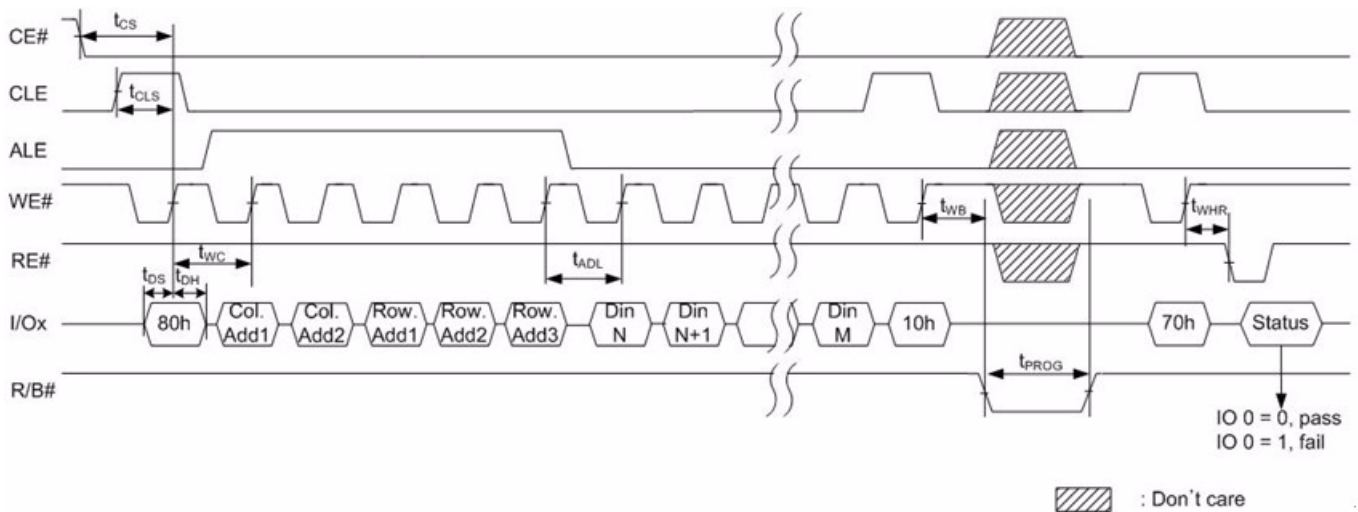 CE#
tCS
CLE
tCLS
ALE
WE#
tWB
tWHR
RE#
tDS
tDH
tWC
tADL
I/Ox
80h
Col. Add1
Col. Add2
Row. Add1
Row. Add2
Row. Add3
Din N
Din N+1
Din M
10h
70h
Status
R/B#
tPROG
IO 0 = 0, pass
IO 0 = 1, fail
: Don`t care